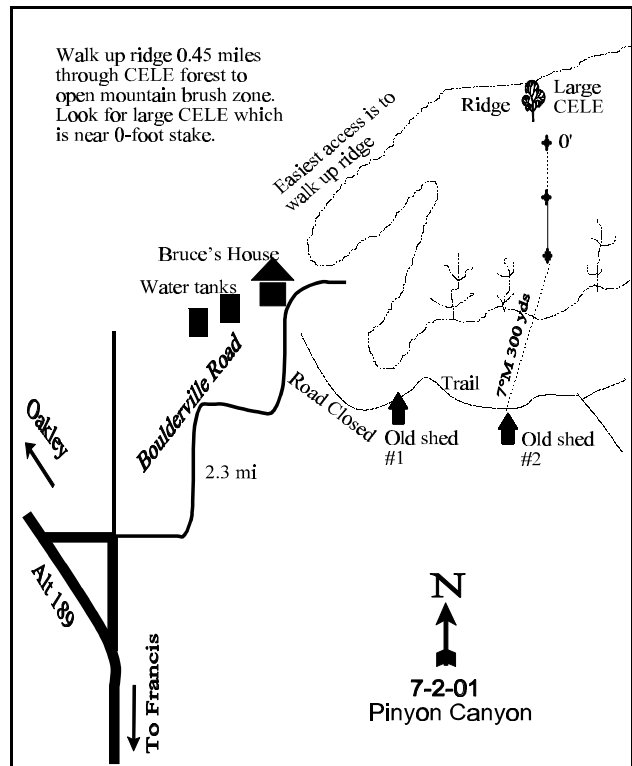 Walk up ridge 0.45 miles
through CELE forest to
open mountain brush zone.
Look for large CELE which
is near 0-foot stake.
Large
CELE
Ridge
0'
Easiest access is to
walk up ridge
Bruce's House
Water tanks
Boulderville Road
7°M 300 yds
Trail
Road Closed
Old shed
#1
Old shed
#2
Oakley
2.3 mi
Alt 189
To Francis
N
7-2-01
Pinyon Canyon